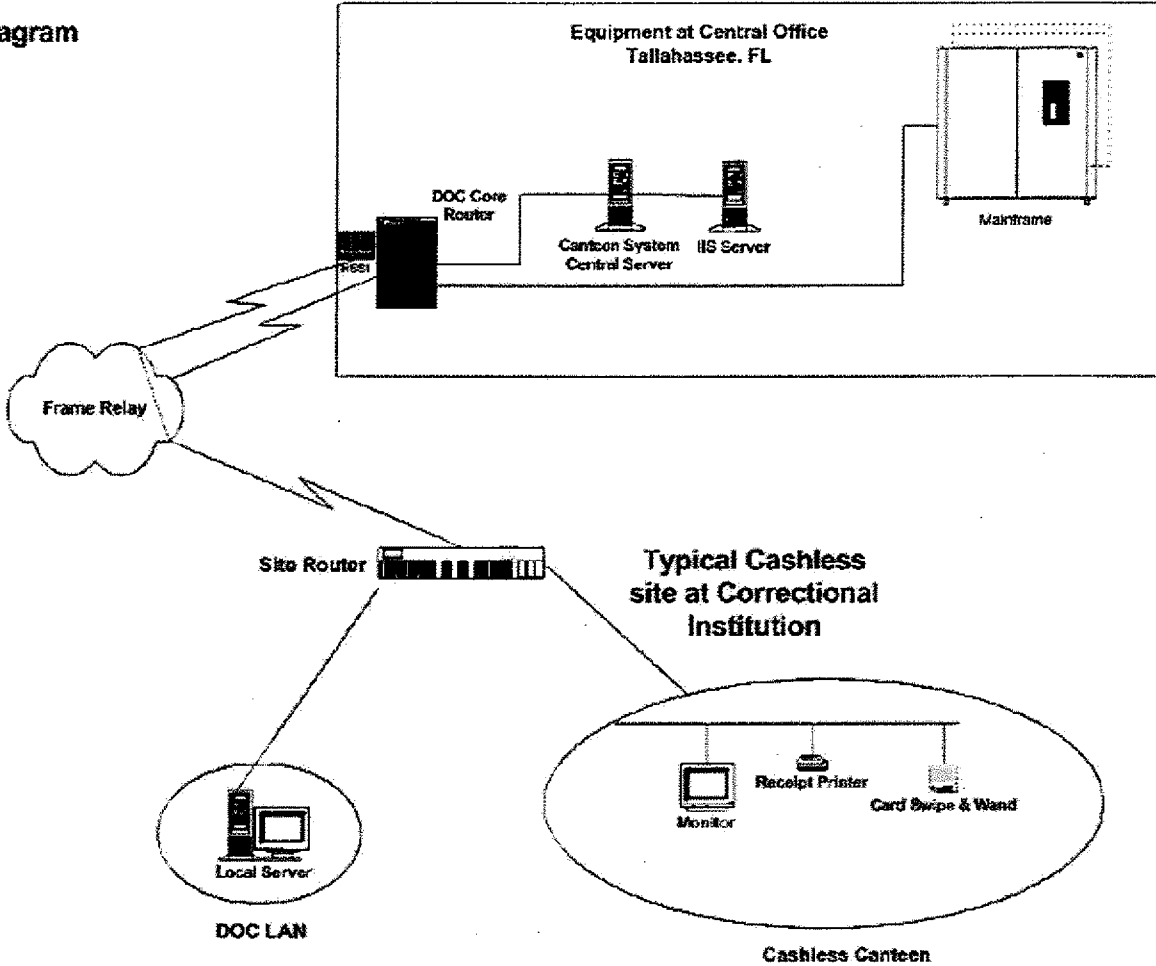 agram
Equipment at Central Office
Tallahassee, FL
Mainframe
DOC Core
Router
Canteen System
Central Server
IIS Server
Frame Relay
Site Router
Typical Cashless
site at Correctional
Institution
Monitor
Receipt Printer
Card Swipe & Wand
Local Server
DOC LAN
Cashless Canteen